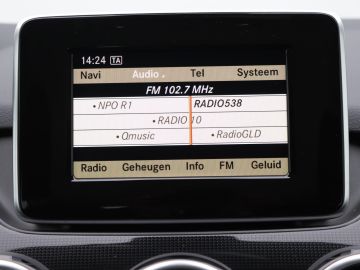 14:24 TA
Navi Audio Tel Systeem
FM 102.7 MHz
•NPO R1 RADIO538
•RADIO 10
•Qmusic •RadioGLD
Radio Geheugen Info FM Geluid